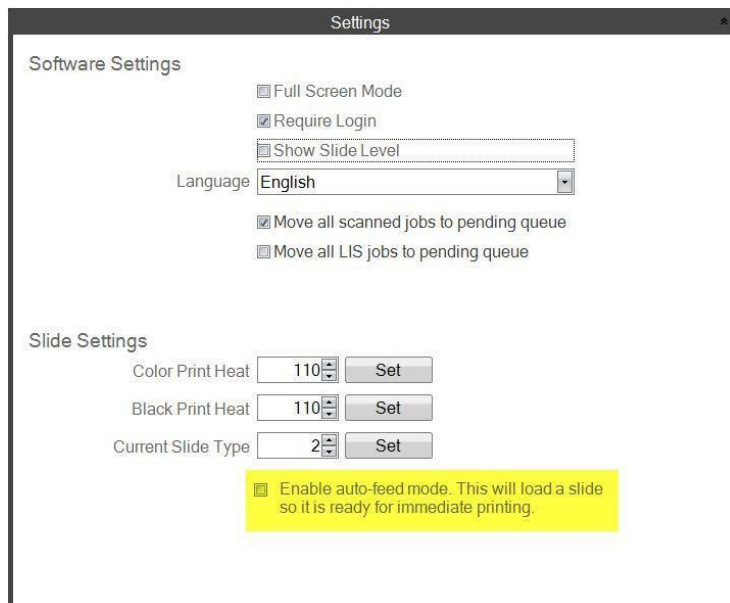 Settings
Software Settings
Full Screen Mode
Require Login
Show Slide Level
Language English
Move all scanned jobs to pending queue
Move all LIS jobs to pending queue
Slide Settings
Color Print Heat 110 Set
Black Print Heat 110 Set
Current Slide Type 2 Set
Enable auto-feed mode. This will load a slide
so it is ready for immediate printing.